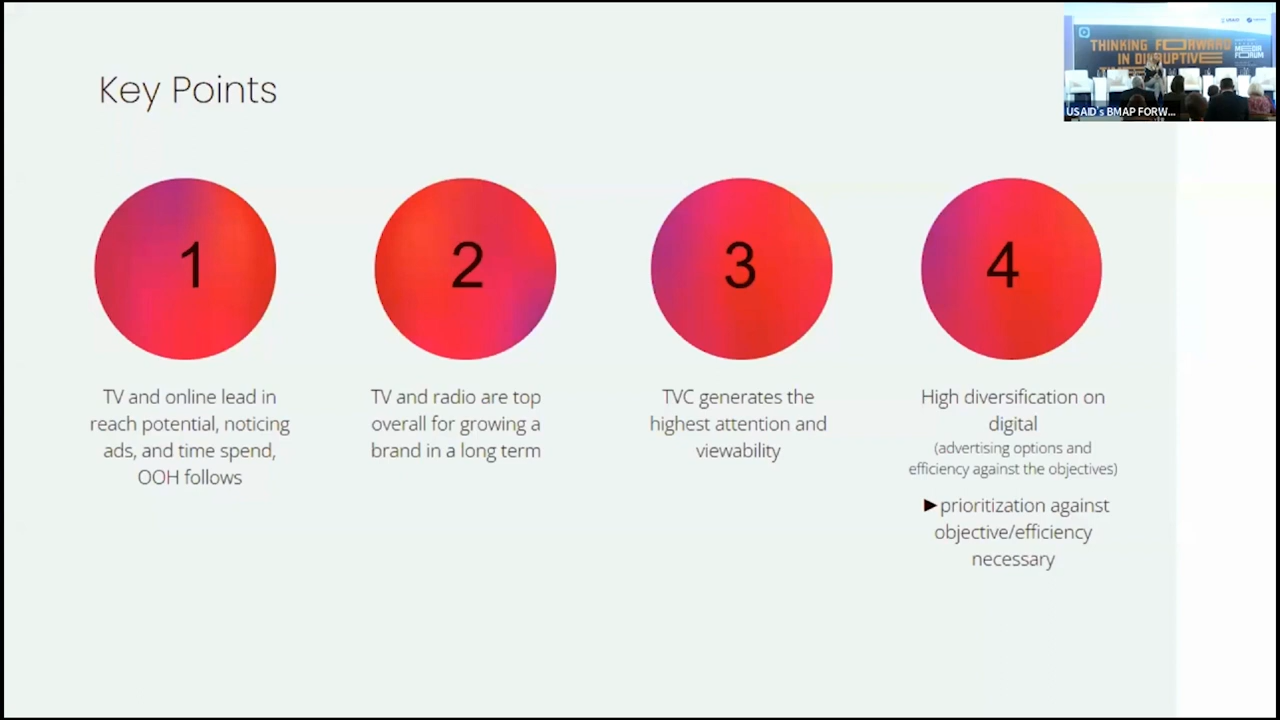 Key Points
THINKING FORWARD
IN DISRUPTIVE
MEDIA
FORUM
USAID's BMAP FORW...
1
2
3
4
TV and online lead in
reach potential, noticing
ads, and time spend,
OOH follows
TV and radio are top
overall for growing a
brand in a long term
TVC generates the
highest attention and
viewability
High diversification on
digital
(advertising options and
efficiency against the objectives)
►prioritization against
objective/efficiency
necessary